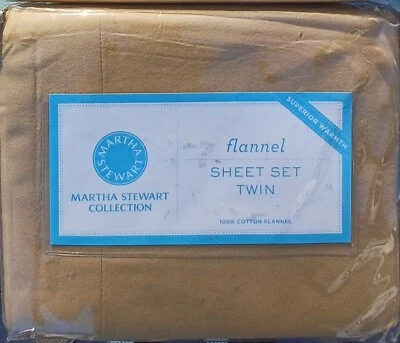 MARTHA
STEWART
MARTHA STEWART
COLLECTION
flannel
SHEET SET
TWIN
100% COTTON FLANNEL
SUPERIOR WARMTH